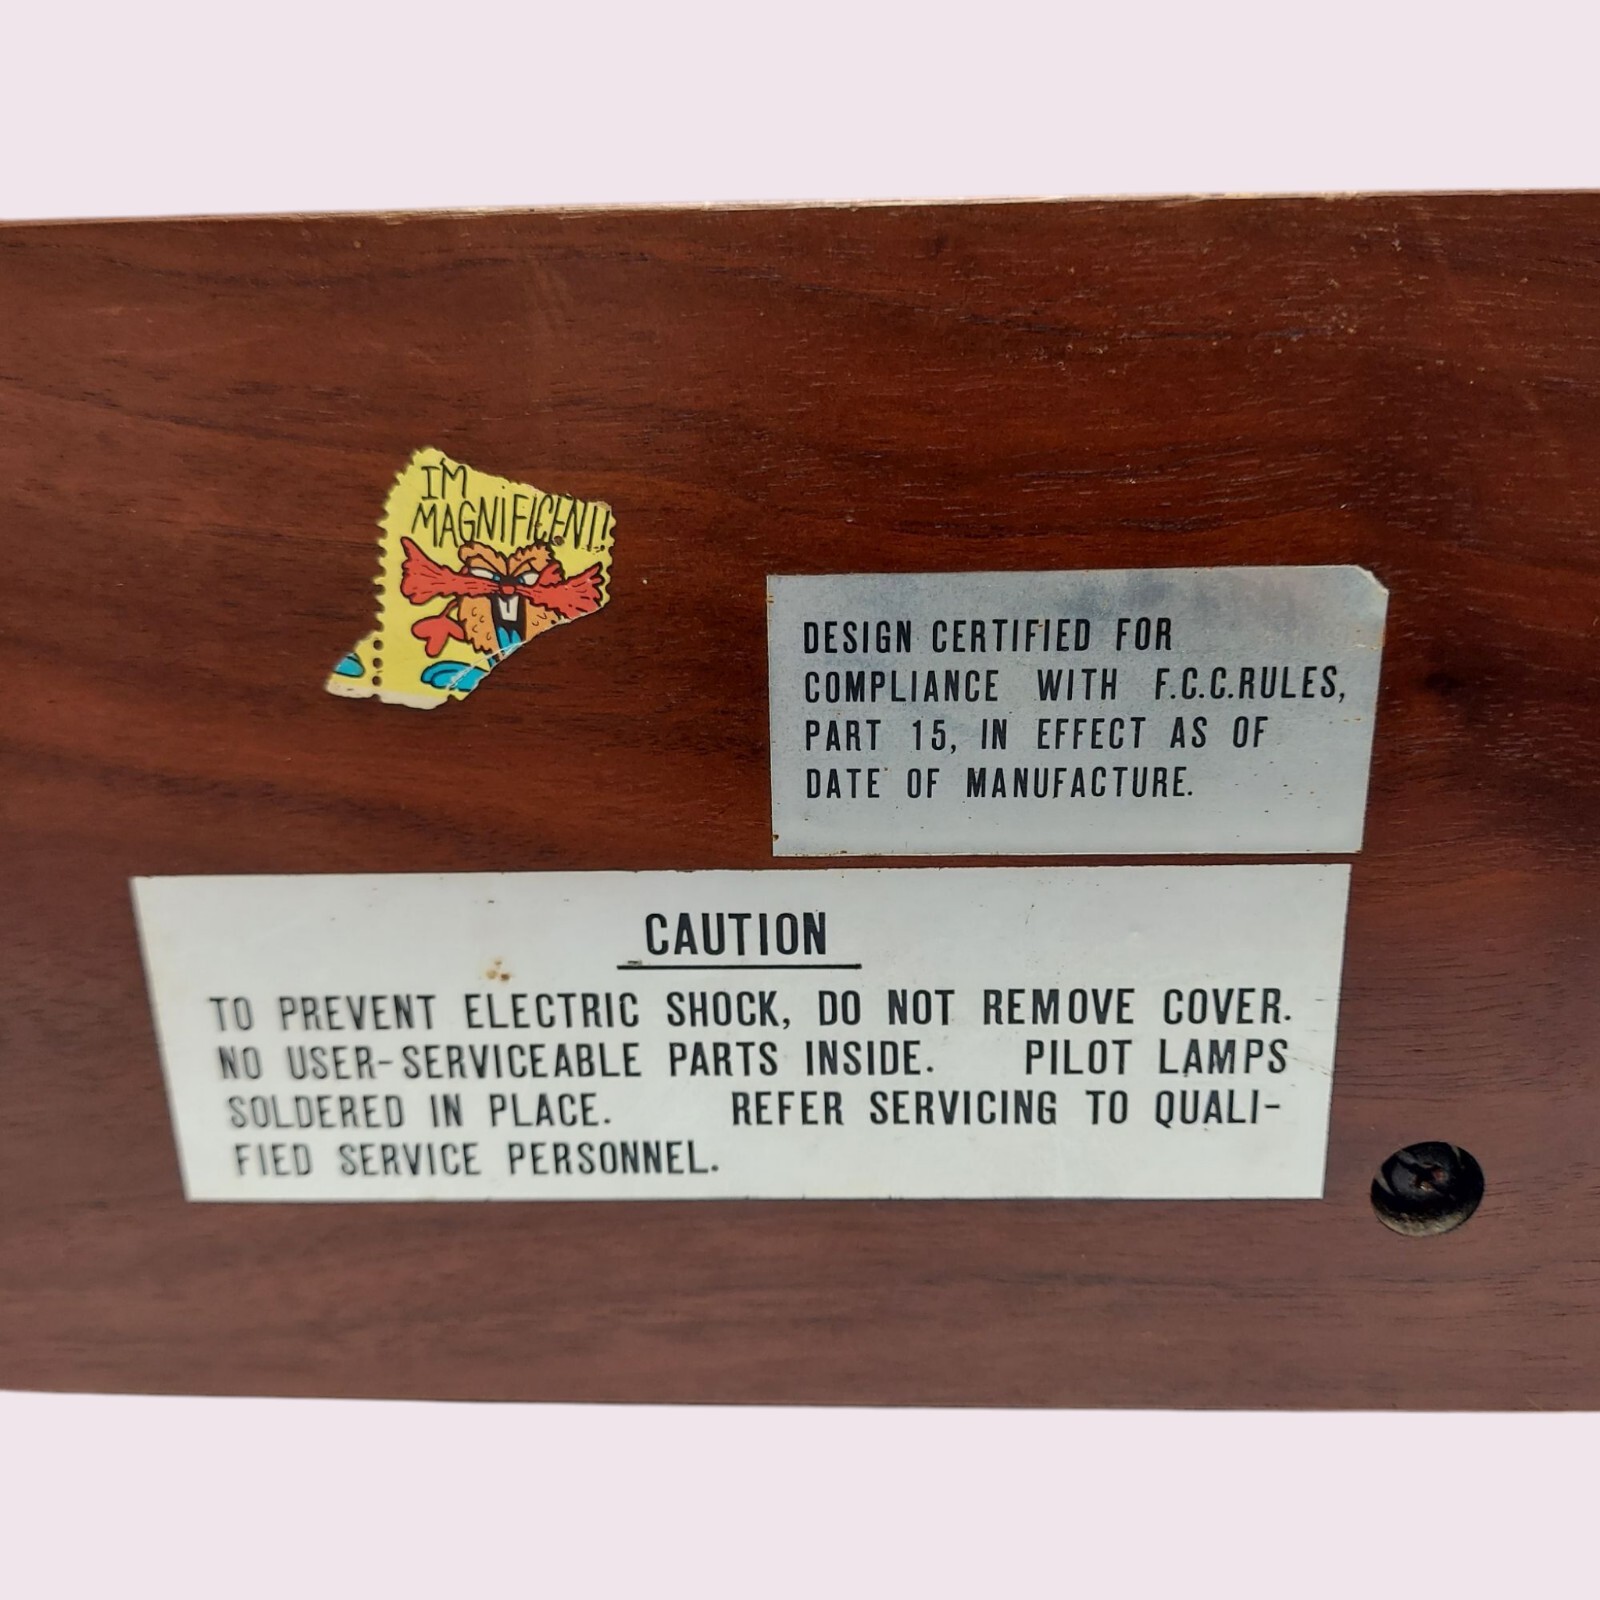 I'M
MAGNIFICENT!
DESIGN CERTIFIED FOR
COMPLIANCE WITH F.C.C.RULES,
PART 15, IN EFFECT AS OF
DATE OF MANUFACTURE.
CAUTION
TO PREVENT ELECTRIC SHOCK, DO NOT REMOVE COVER.
NO USER-SERVICEABLE PARTS INSIDE. PILOT LAMPS
SOLDERED IN PLACE. REFER SERVICING TO QUALI-
FIED SERVICE PERSONNEL.